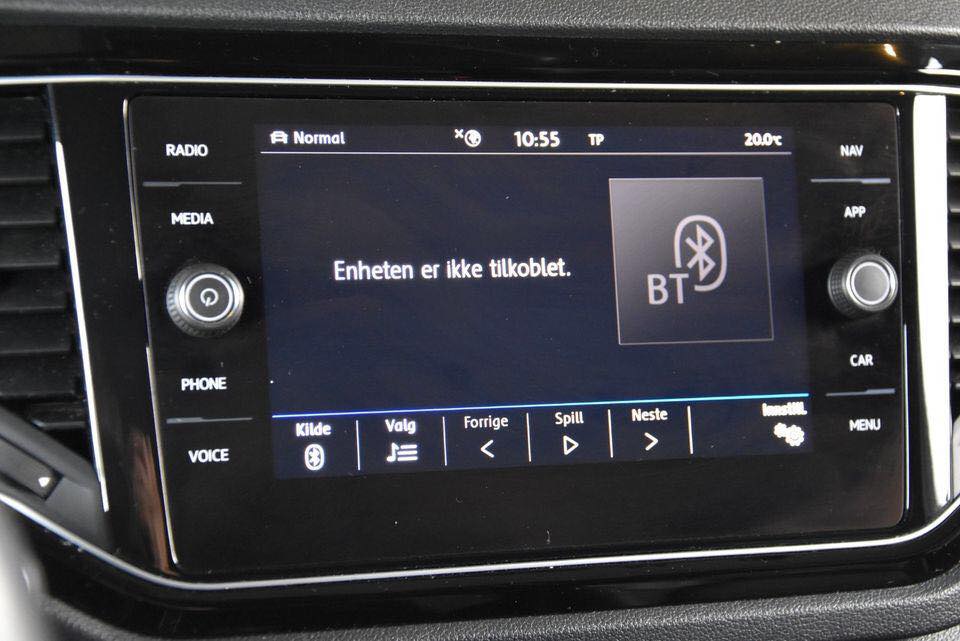 Normal 10:55 TP 20.0°C
RADIO
MEDIA
PHONE
VOICE
Enheten er ikke tilkoblet.
BT
Kilde Valg Forrige Spill Neste Innstill.
NAV
APP
CAR
MENU